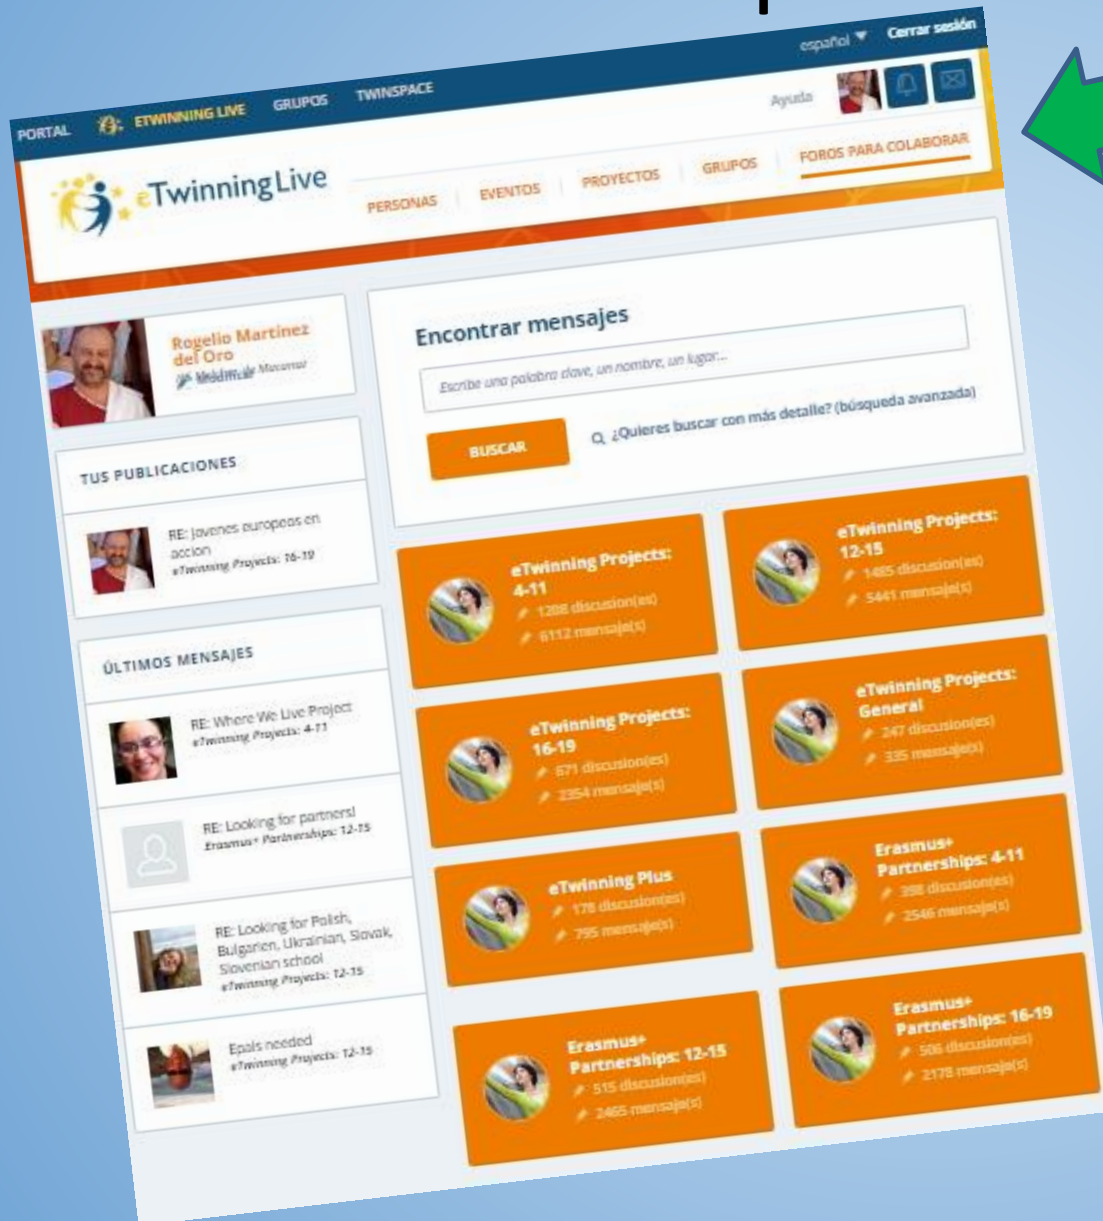 español
Cerrar sesión
PORTAL
ETWINNING LIVE
GRUPOS
TWINSPACE
Ayuda
eTwinningLive
PERSONAS
EVENTOS
PROYECTOS
GRUPOS
FOROS PARA COLABORAR
Rogelio Martínez
del Oro
TUS PUBLICACIONES
RE: Jovenes europeos en
accion
eTwinning Projects: 16-19
ÚLTIMOS MENSAJES
RE: Where We Live Project
eTwinning Projects: 4-11
RE: Looking for partners!
Erasmus+ Partnerships: 12-15
RE: Looking for Polish,
Bulgarien, Ukrainian, Slovak,
Slovenian school
eTwinning Projects: 12-15
Epals needed
eTwinning Projects: 12-15
Encontrar mensajes
Escribe una palabra clave, un nombre, un lugar...
BUSCAR
¿Quieres buscar con más detalle? (búsqueda avanzada)
eTwinning Projects:
4-11
1208 discusion(es)
6112 mensaje(s)
eTwinning Projects:
12-15
1485 discusion(es)
5441 mensaje(s)
eTwinning Projects:
16-19
671 discusion(es)
2354 mensaje(s)
eTwinning Projects:
General
247 discusion(es)
335 mensaje(s)
eTwinning Plus
178 discusion(es)
795 mensaje(s)
Erasmus+
Partnerships: 4-11
398 discusion(es)
2546 mensaje(s)
Erasmus+
Partnerships: 12-15
515 discusion(es)
2465 mensaje(s)
Erasmus+
Partnerships: 16-19
506 discusion(es)
2178 mensaje(s)